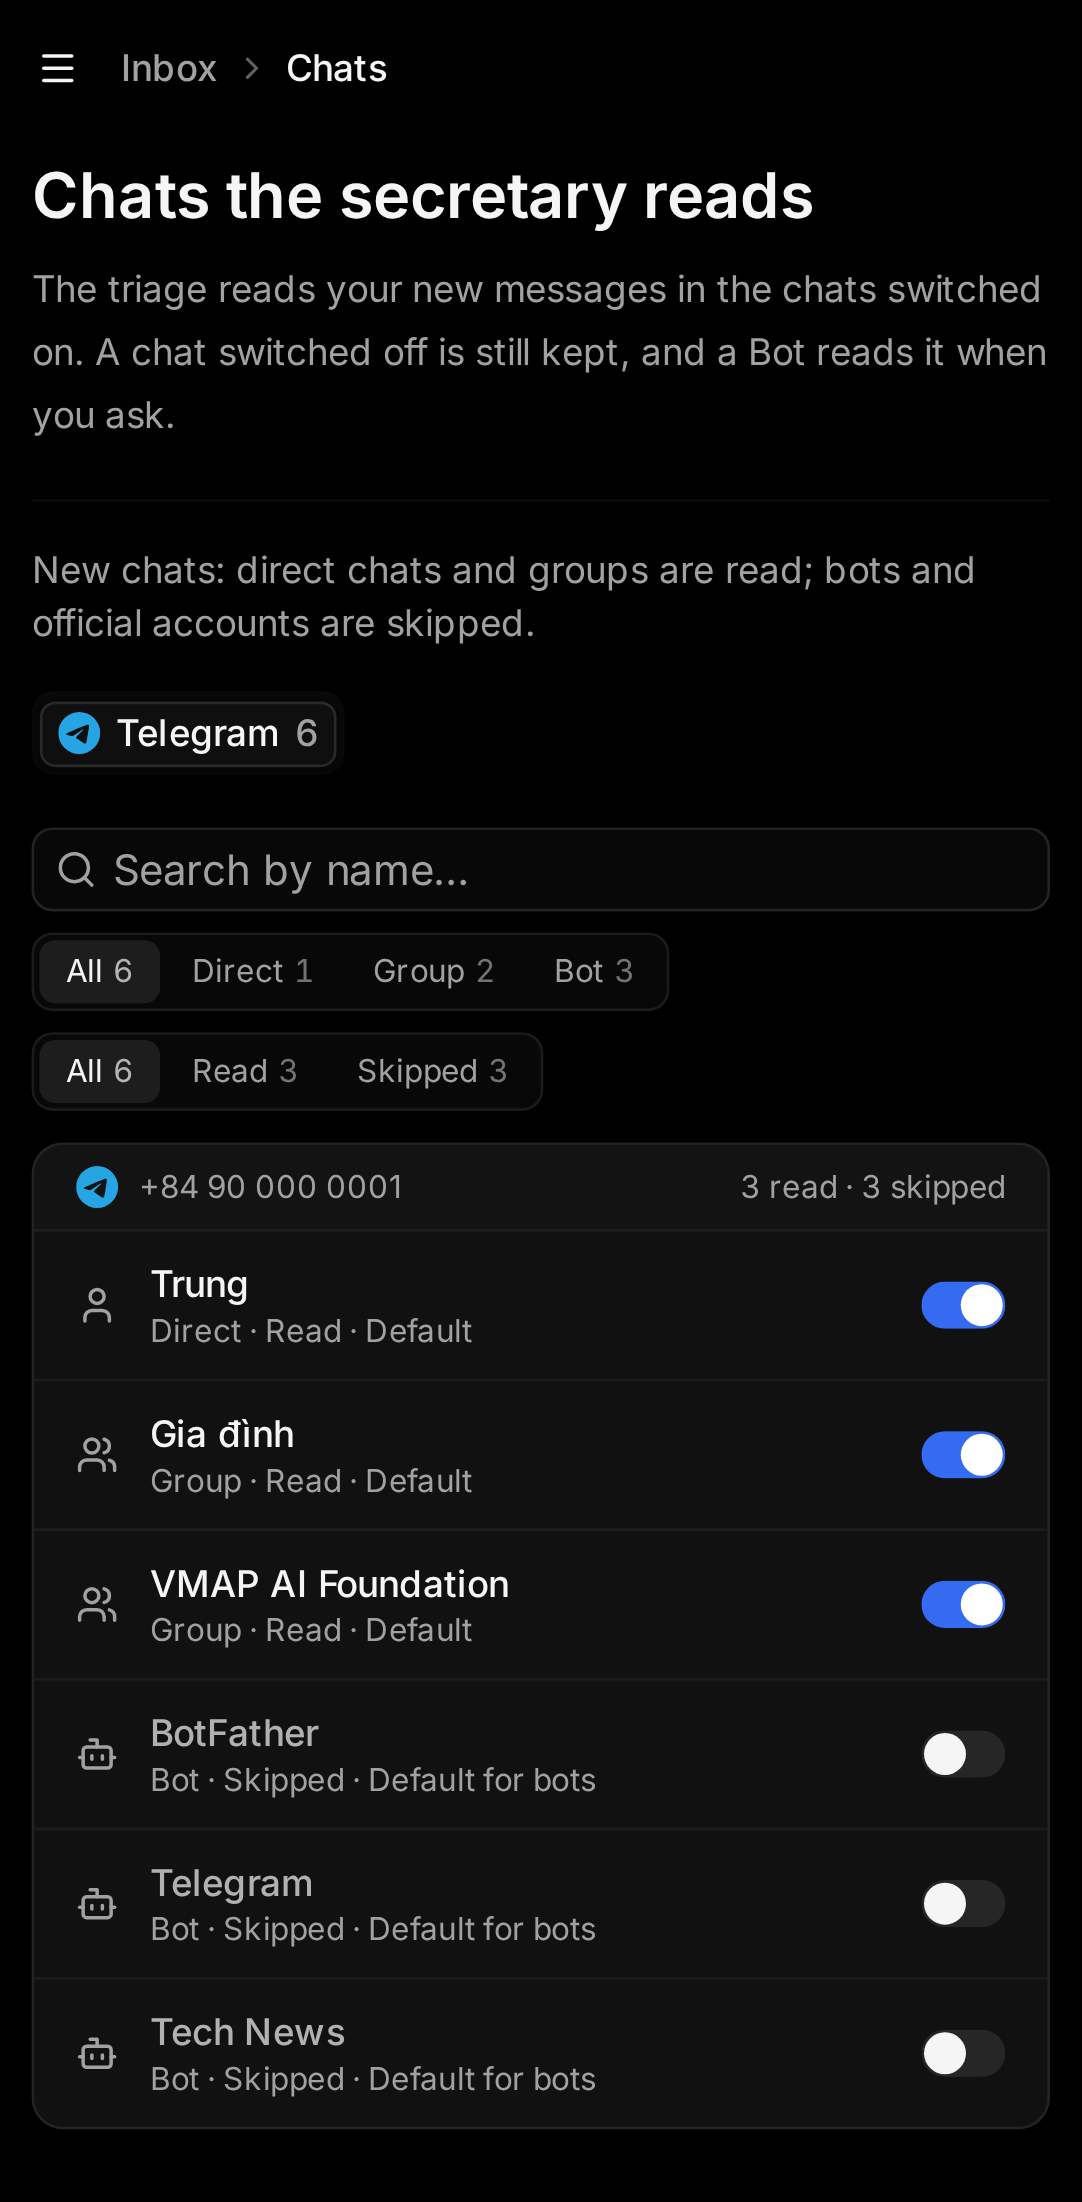 Inbox > Chats
Chats the secretary reads
The triage reads your new messages in the chats switched
on. A chat switched off is still kept, and a Bot reads it when
you ask.
New chats: direct chats and groups are read; bots and
official accounts are skipped.
Telegram 6
Search by name...
All 6 Direct 1 Group 2 Bot 3
All 6 Read 3 Skipped 3
+84 90 000 0001 3 read · 3 skipped
Trung
Direct · Read · Default
Gia đình
Group · Read · Default
VMAP AI Foundation
Group · Read · Default
BotFather
Bot · Skipped · Default for bots
Telegram
Bot · Skipped · Default for bots
Tech News
Bot · Skipped · Default for bots